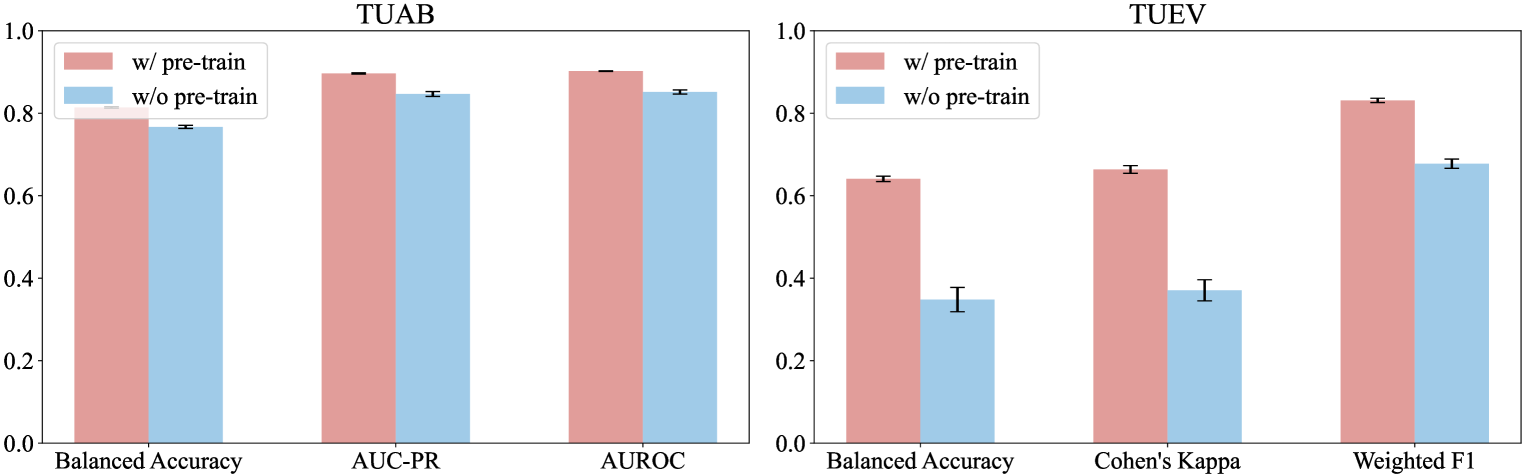 TUAB
1.0
0.8
0.6
0.4
0.2
0.0
w/ pre-train
w/o pre-train
Balanced Accuracy
AUC-PR
AUROC
TUEV
1.0
0.8
0.6
0.4
0.2
0.0
w/ pre-train
w/o pre-train
Balanced Accuracy
Cohen's Kappa
Weighted F1